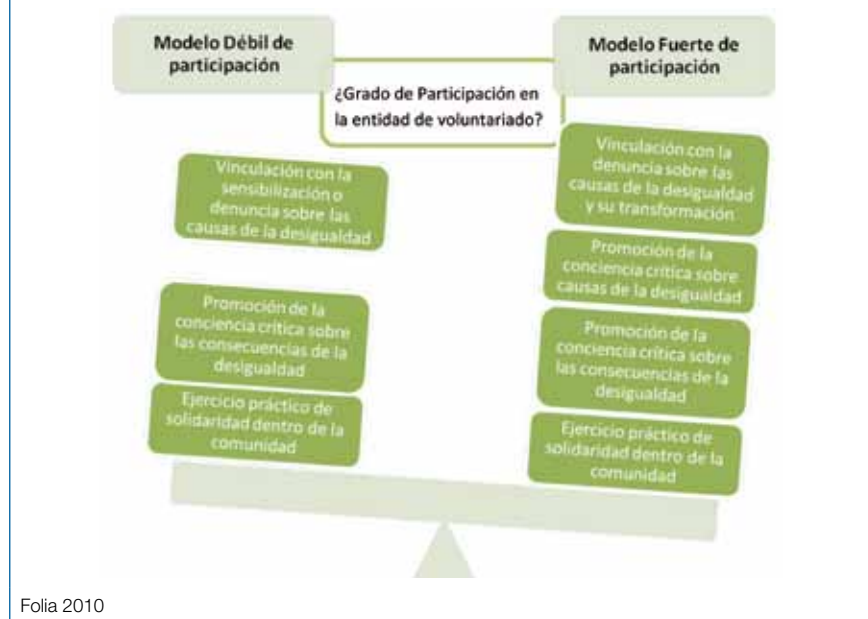 Modelo Débil de
participación
¿Grado de Participación en
la entidad de voluntariado?
Modelo Fuerte de
participación
Vinculación con la
sensibilización o
denuncia sobre las
causas de la desigualdad
Promoción de la
conciencia crítica sobre
las consecuencias de la
desigualdad
Ejercicio práctico de
solidaridad dentro de la
comunidad
Vinculación con la
denuncia sobre las
causas de la desigualdad
y su transformación
Promoción de la
conciencia crítica sobre
causas de la desigualdad
Promoción de la
conciencia crítica sobre
las consecuencias de la
desigualdad
Ejercicio práctico de
solidaridad dentro de la
comunidad
Folia 2010